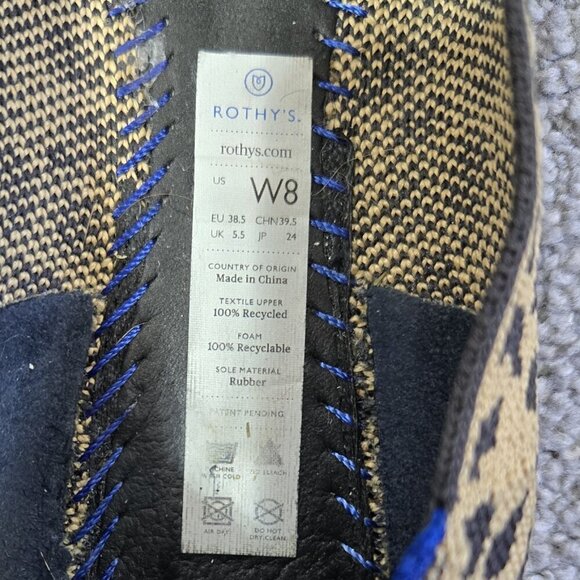 ROTHY'S.
rothys.com
US W8
EU 38.5 CHN 39.5
UK 5.5 JP 24
COUNTRY OF ORIGIN
Made in China
TEXTILE UPPER
100% Recycled
FOAM
100% Recyclable
SOLE MATERIAL
Rubber
PATENT PENDING
COLD
BLEACH
AIR DRY
DO NOT
DRY CLEAN